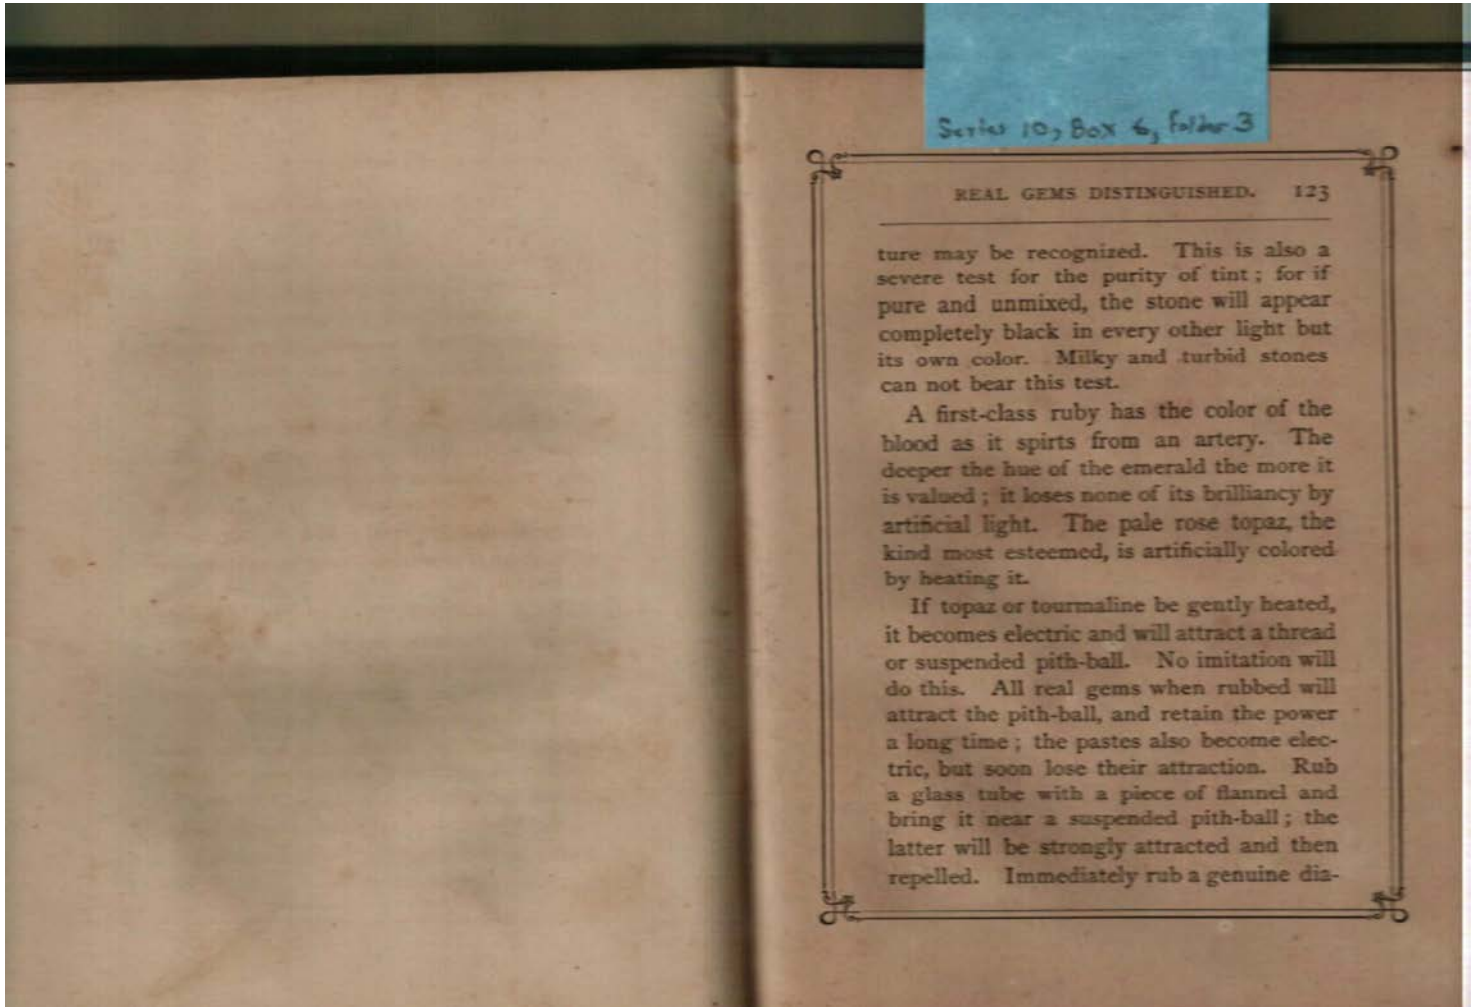 Series 10, Box 6, Folder 3
REAL GEMS DISTINGUISHED. 123
ture may be recognized. This is also a
severe test for the purity of tint; for if
pure and unmixed, the stone will appear
completely black in every other light but
its own color. Milky and turbid stones
can not bear this test.
A first-class ruby has the color of the
blood as it spirts from an artery. The
deeper the hue of the emerald the more it
is valued; it loses none of its brilliancy by
artificial light. The pale rose topaz, the
kind most esteemed, is artificially colored
by heating it.
If topaz or tourmaline be gently heated,
it becomes electric and will attract a thread
or suspended pith-ball. No imitation will
do this. All real gems when rubbed will
attract the pith-ball, and retain the power
a long time; the pastes also become elec-
tric, but soon lose their attraction. Rub
a glass tube with a piece of flannel and
bring it near a suspended pith-ball; the
latter will be strongly attracted and then
repelled. Immediately rub a genuine dia-